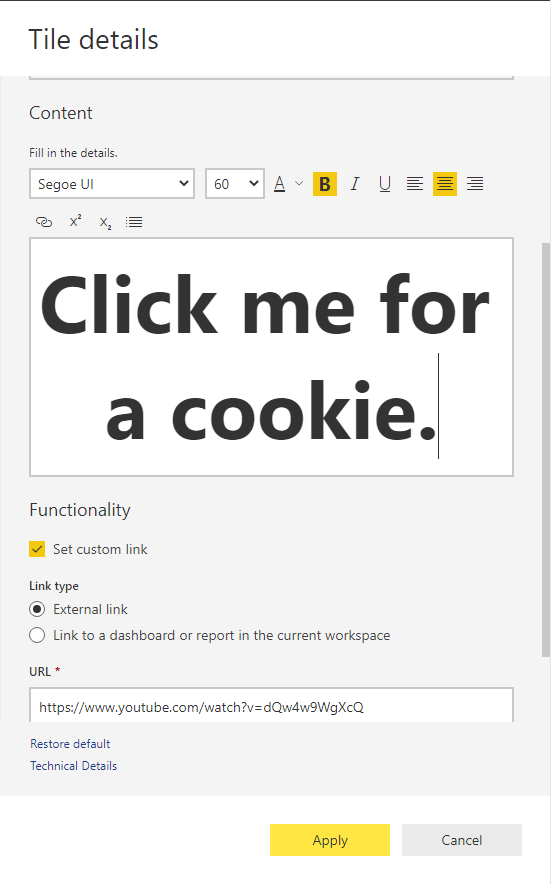 Tile details
Content
Fill in the details.
Segoe UI 60 A B I U
x² x₂
Click me for
a cookie.
Functionality
Set custom link
Link type
External link
Link to a dashboard or report in the current workspace
URL *
https://www.youtube.com/watch?v=dQw4w9WgXcQ
Restore default
Technical Details
Apply Cancel